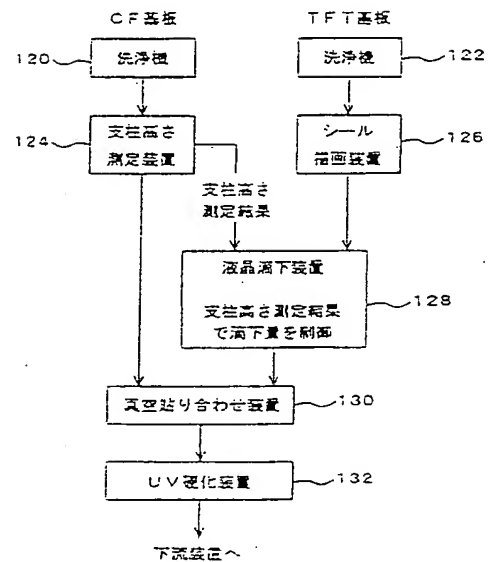 CF基板
TFT基板
120
洗浄機
洗浄機
122
124
支柱高さ
測定装置
シール
描画装置
126
支柱高さ
測定結果
液晶滴下装置
支柱高さ測定結果
で滴下量を制御
128
真空貼り合わせ装置
130
UV硬化装置
132
下流装置へ